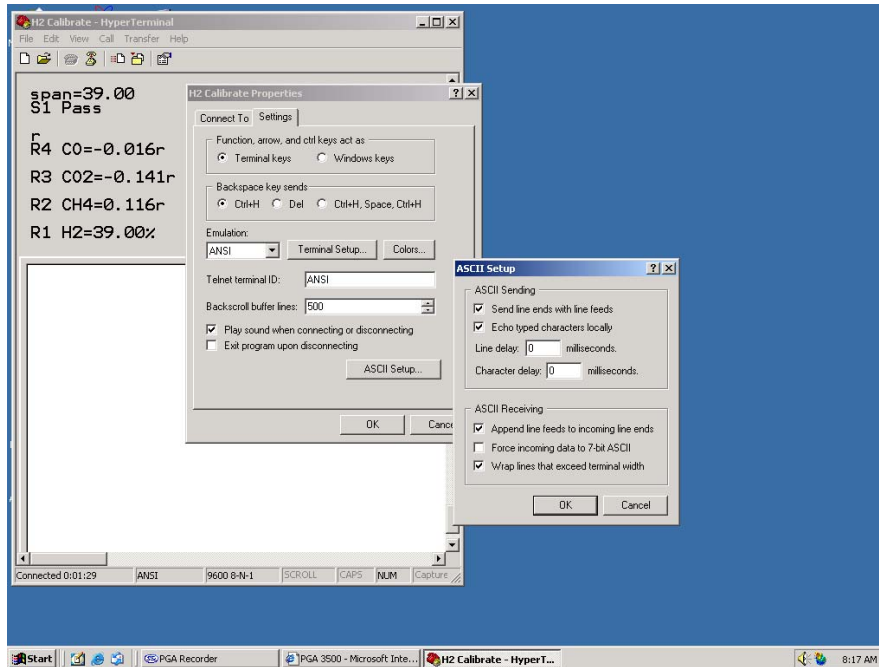 H2 Calibrate - HyperTerminal
File Edit View Call Transfer Help
span=39.00
S1 Pass
r
R4 CO=-0.016r
R3 CO2=-0.141r
R2 CH4=0.116r
R1 H2=39.00%
H2 Calibrate Properties
Connect To Settings
Function, arrow, and ctrl keys act as
Terminal keys Windows keys
Backspace key sends
Ctrl+H Del Ctrl+H, Space, Ctrl+H
Emulation:
ANSI Terminal Setup... Colors...
Telnet terminal ID: ANSI
Backscroll buffer lines: 500
Play sound when connecting or disconnecting
Exit program upon disconnecting
ASCII Setup...
OK Cance
ASCII Setup
ASCII Sending
Send line ends with line feeds
Echo typed characters locally
Line delay: 0 milliseconds.
Character delay: 0 milliseconds.
ASCII Receiving
Append line feeds to incoming line ends
Force incoming data to 7-bit ASCII
Wrap lines that exceed terminal width
OK Cancel
Connected 0:01:29 ANSI 9600 8-N-1 SCROLL CAPS NUM Capture
Start PGA Recorder PGA 3500 - Microsoft Inte... H2 Calibrate - HyperT... 8:17 AM